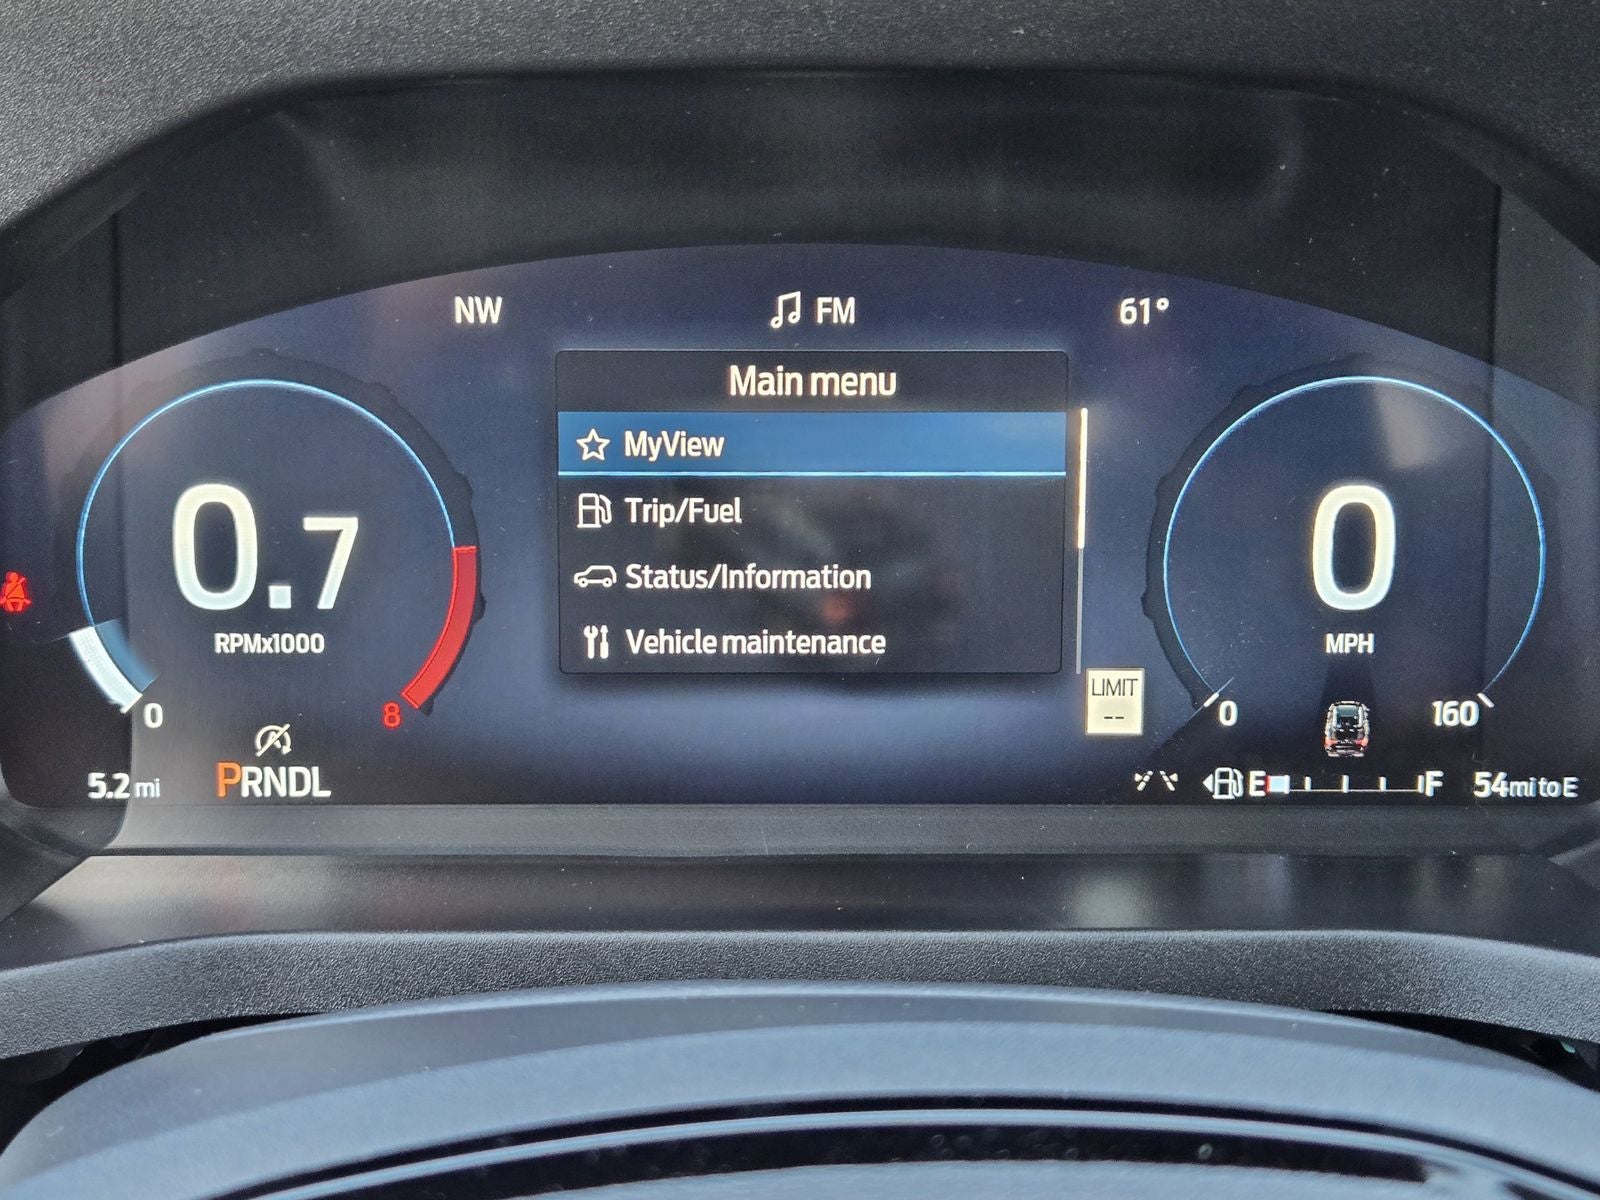 NW
FM
61°
Main menu
MyView
Trip/Fuel
Status/Information
Vehicle maintenance
0.7
RPMx1000
0
8
0
MPH
LIMIT
--
0
160
5.2 mi
PRNDL
E
F
54 mi to E